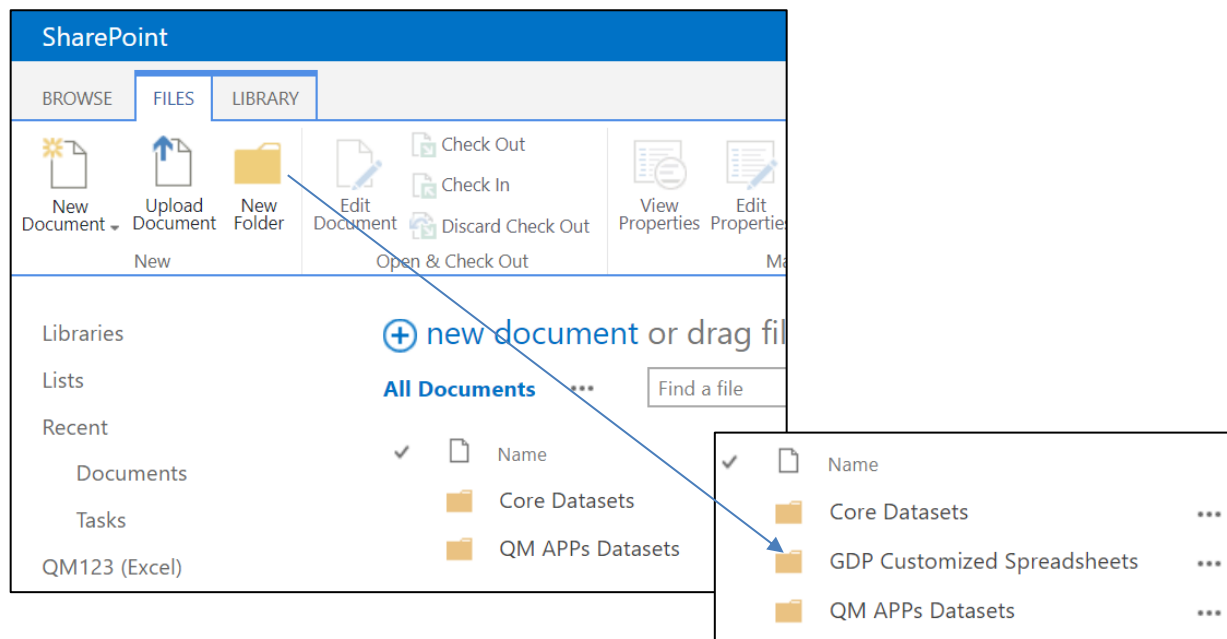 SharePoint
BROWSE FILES LIBRARY
New Document
Upload Document
New Folder
New
Edit Document
Check Out
Check In
Discard Check Out
Open & Check Out
View Properties
Edit
Libraries
Lists
Recent
Documents
Tasks
QM123 (Excel)
new document or drag
All Documents
Find a file
Name
Core Datasets
QM APPs Datasets
Name
Core Datasets
GDP Customized Spreadsheets
QM APPs Datasets